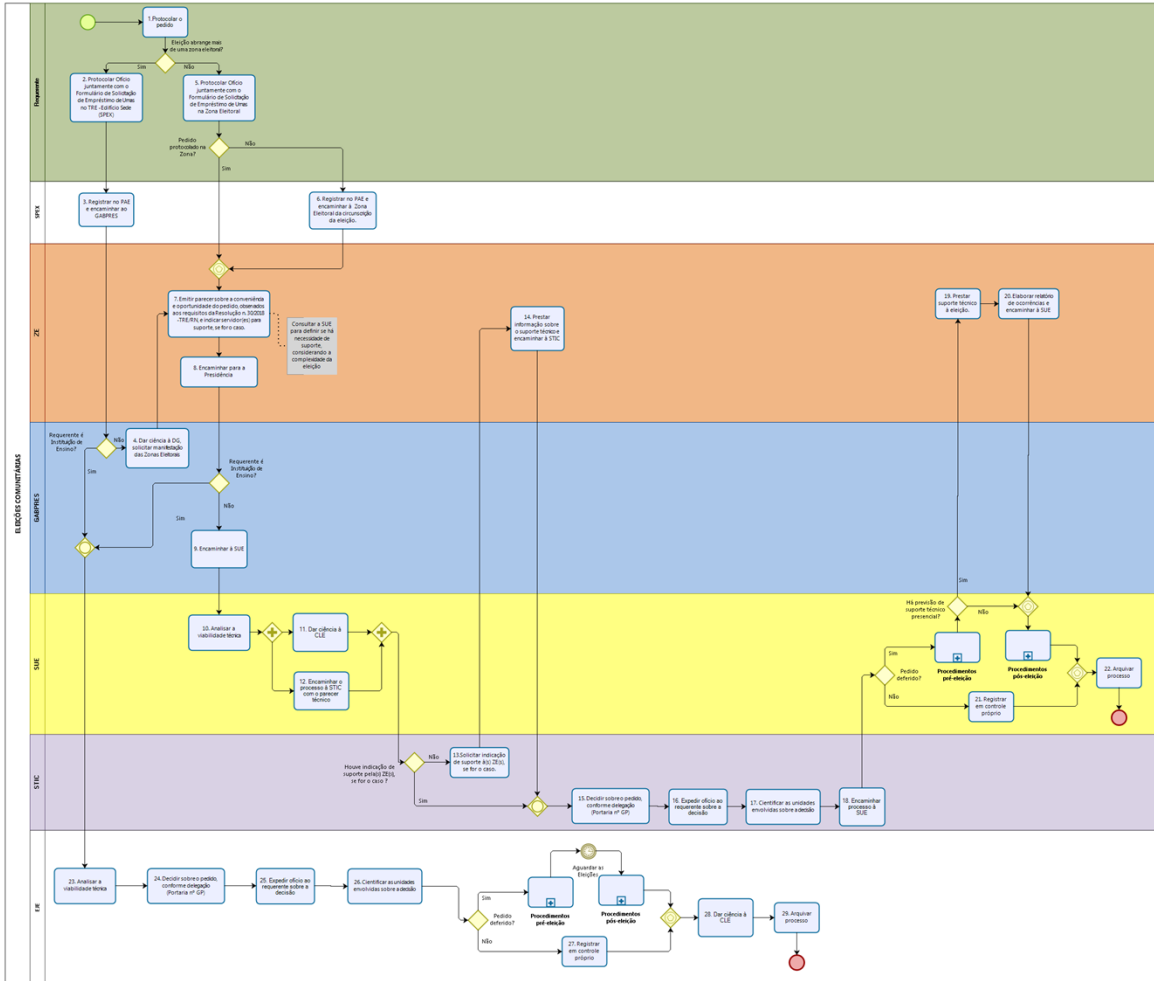 ELEIÇÕES COMUNITÁRIAS
Requerente
1.Protocolar o
pedido
Eleição abrange mais
de uma zona eleitoral?
Sim
Não
2. Protocolar Ofício
juntamente com o
Formulário de Solicitação
de Empréstimo de Urnas
no TRE - Edifício Sede
(SPEX)
5. Protocolar Ofício
juntamente com o
Formulário de Solicitação
de Empréstimo de Urnas
na Zona Eleitoral
Pedido
protocolado na
Zona?
Não
Sim
SPEX
3. Registrar no PAE
e encaminhar ao
GABPRES
6. Registrar no PAE e
encaminhar à Zona
Eleitoral da circunscrição
da eleição.
ZE
7. Emitir parecer sobre a conveniência
e oportunidade do pedido, observados
aos requisitos da Resolução n. 30/2018
-TRE/RN, e indicar servidor(es) para
suporte, se for o caso.
Consultar a SUE
para definir se há
necessidade de
suporte,
considerando a
complexidade da
eleição
8. Encaminhar para a
Presidência
14. Prestar
informação sobre
o suporte técnico e
encaminhar à STIC
19. Prestar
suporte técnico
à eleição.
20. Elaborar relatório
de ocorrências e
encaminhar à SUE
GABPRES
Requerente é
Instituição de
Ensino?
Não
Sim
4. Dar ciência à DG,
solicitar manifestação
das Zonas Eleitorais.
Requerente é
Instituição de
Ensino?
Não
Sim
9. Encaminhar à SUE
SUE
10. Analisar a
viabilidade técnica
11. Dar ciência à
CLE
12. Encaminhar o
processo à STIC
com o parecer
técnico
Há previsão de
suporte técnico
presencial?
Sim
Não
Pedido
deferido?
Sim
Não
Procedimentos
pré-eleição
Procedimentos
pós-eleição
21. Registrar
em controle
próprio
22. Arquivar
processo
STIC
Houve indicação de
suporte pela(s) ZE(s),
se for o caso ?
Não
Sim
13.Solicitar indicação
de suporte à(s) ZE(s),
se for o caso.
15. Decidir sobre o pedido,
conforme delegação
(Portaria nº GP)
16. Expedir ofício ao
requerente sobre a
decisão
17. Cientificar as unidades
envolvidas sobre a decisão
18. Encaminhar
processo à
SUE
EJE
23. Analisar a
viabilidade técnica
24. Decidir sobre o pedido,
conforme delegação
(Portaria nº GP)
25. Expedir ofício ao
requerente sobre a
decisão
26. Cientificar as unidades
envolvidas sobre a decisão
Pedido
deferido?
Sim
Não
Procedimentos
pré-eleição
Aguardar as
Eleições
Procedimentos
pós-eleição
27. Registrar
em controle
próprio
28. Dar ciência à
CLE
29. Arquivar
processo